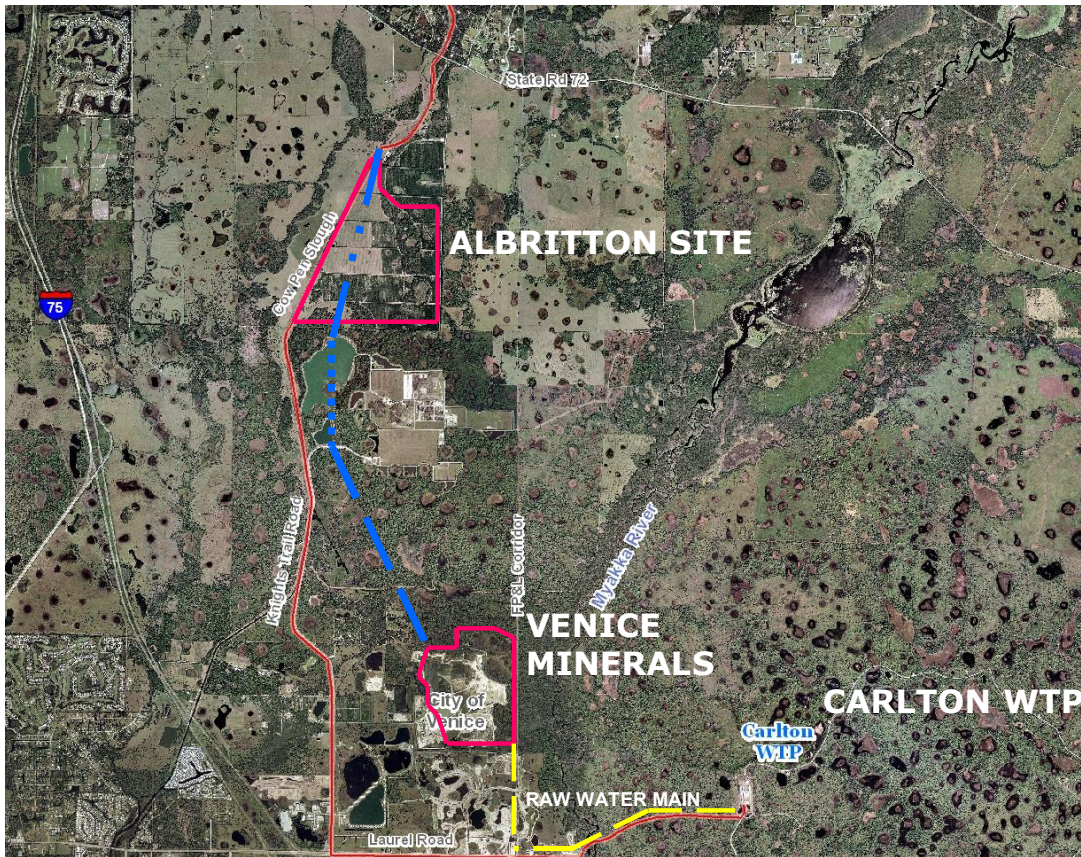 State Rd 72
ALBRITTON SITE
Cow Pen Slough
75
Knights Trail Road
FP&L Corridor
Myakka River
VENICE
MINERALS
City of
Venice
CARLTON WTP
Carlton
WTP
RAW WATER MAIN
Laurel Road